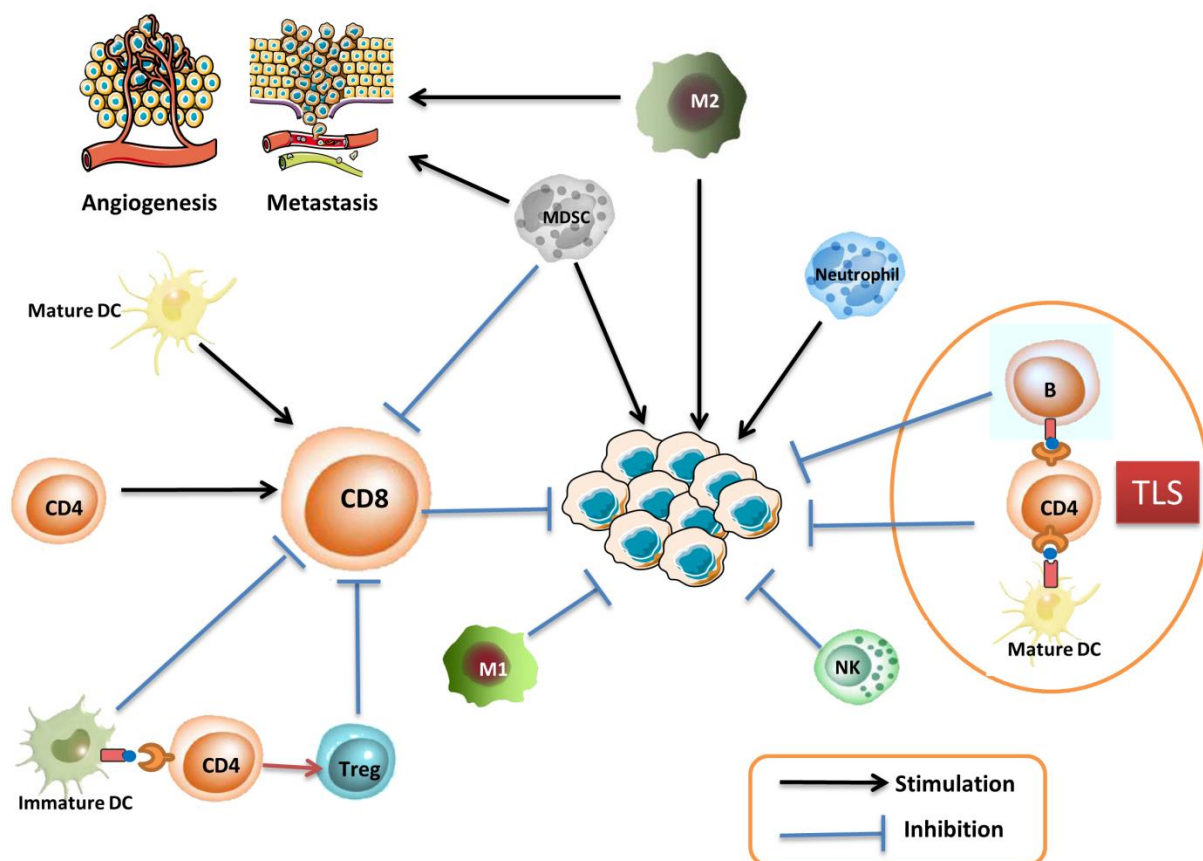 M2
Angiogenesis
Metastasis
MDSC
Neutrophil
Mature DC
B
CD4
CD8
CD4
TLS
Mature DC
M1
NK
CD4
Treg
Immature DC
Stimulation
Inhibition